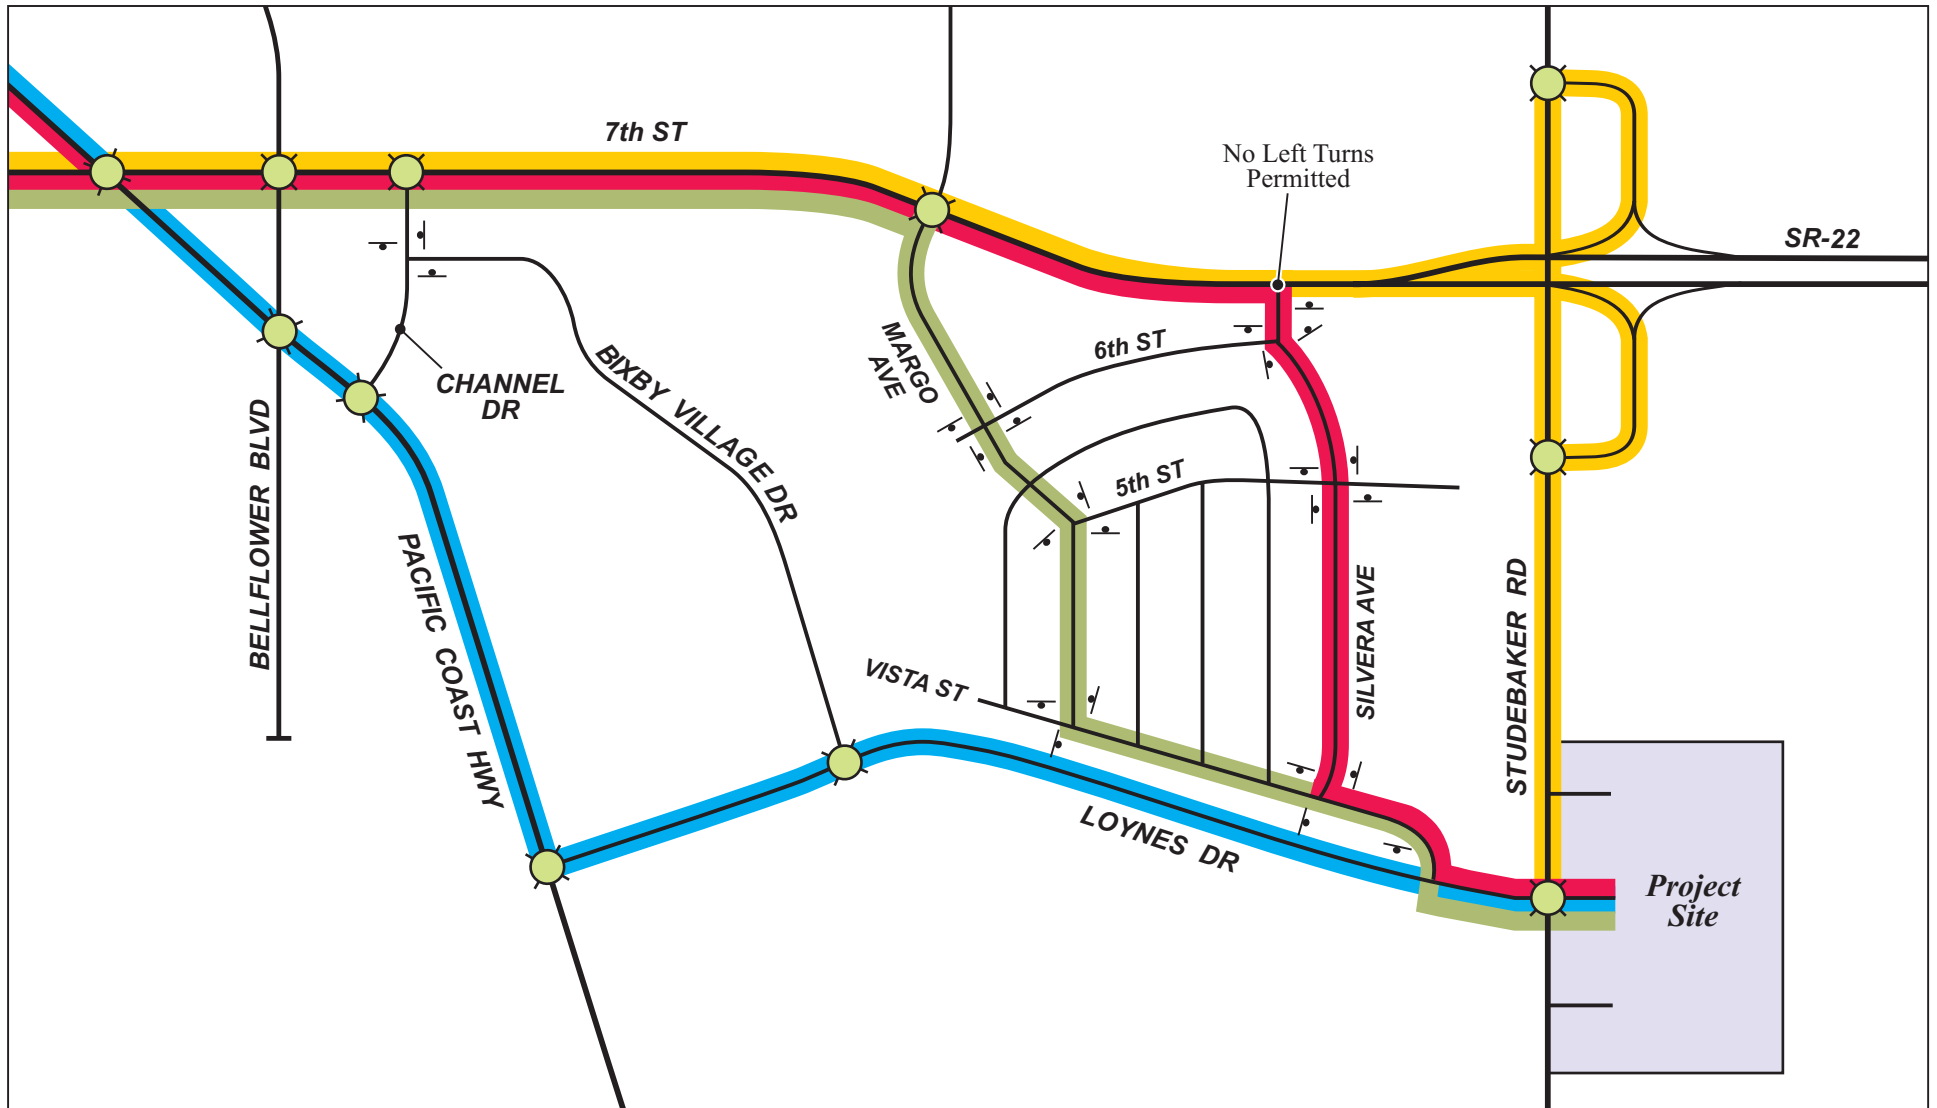 7th ST
No Left Turns
Permitted
SR-22
MARGO
AVE
6th ST
CHANNEL
DR
BIXBY VILLAGE DR
BELLFLOWER BLVD
5th ST
PACIFIC COAST HWY
VISTA ST
SILVERA AVE
STUDEBAKER RD
LOYNES DR
Project
Site